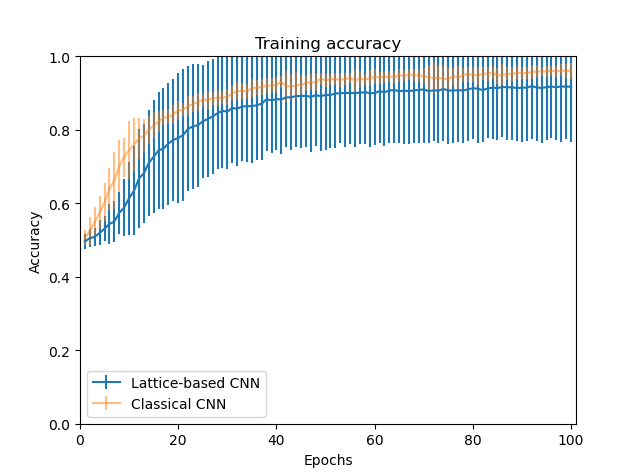 Training accuracy
1.0
0.8
0.6
0.4
0.2
0.0
Accuracy
Lattice-based CNN
Classical CNN
0 20 40 60 80 100
Epochs